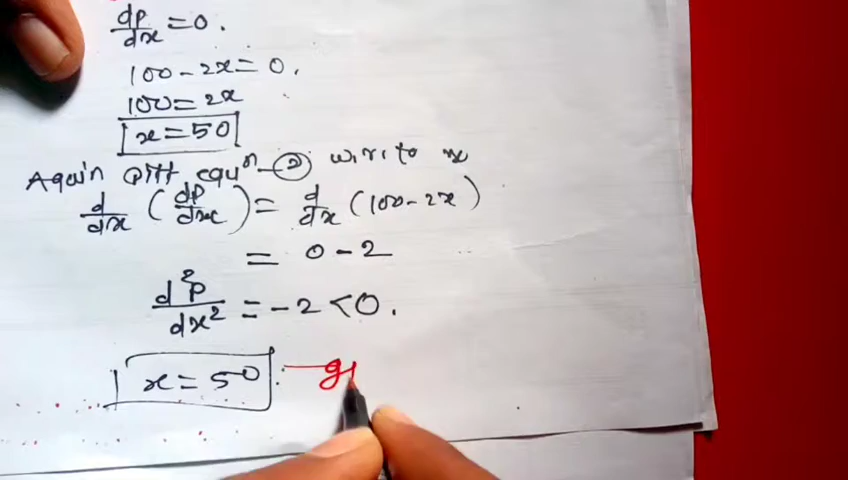 dp/dx = 0.
100 - 2x = 0.
100 = 2x
x = 50
Again Diff equⁿ - ② w.r. to x
d/dx (dp/dx) = d/dx (100 - 2x)
= 0 - 2
d²p/dx² = -2 < 0.
x = 50.